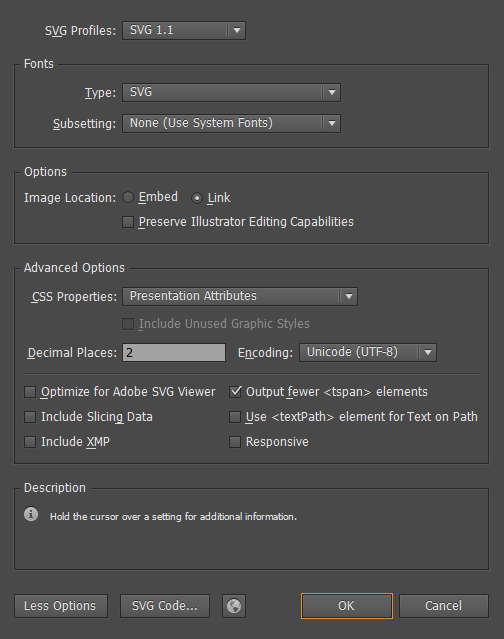 SVG Profiles: SVG 1.1
Fonts
Type: SVG
Subsetting: None (Use System Fonts)
Options
Image Location: Embed Link
Preserve Illustrator Editing Capabilities
Advanced Options
CSS Properties: Presentation Attributes
Include Unused Graphic Styles
Decimal Places: 2 Encoding: Unicode (UTF-8)
Optimize for Adobe SVG Viewer Output fewer <tspan> elements
Include Slicing Data Use <textPath> element for Text on Path
Include XMP Responsive
Description
Hold the cursor over a setting for additional information.
Less Options SVG Code... OK Cancel